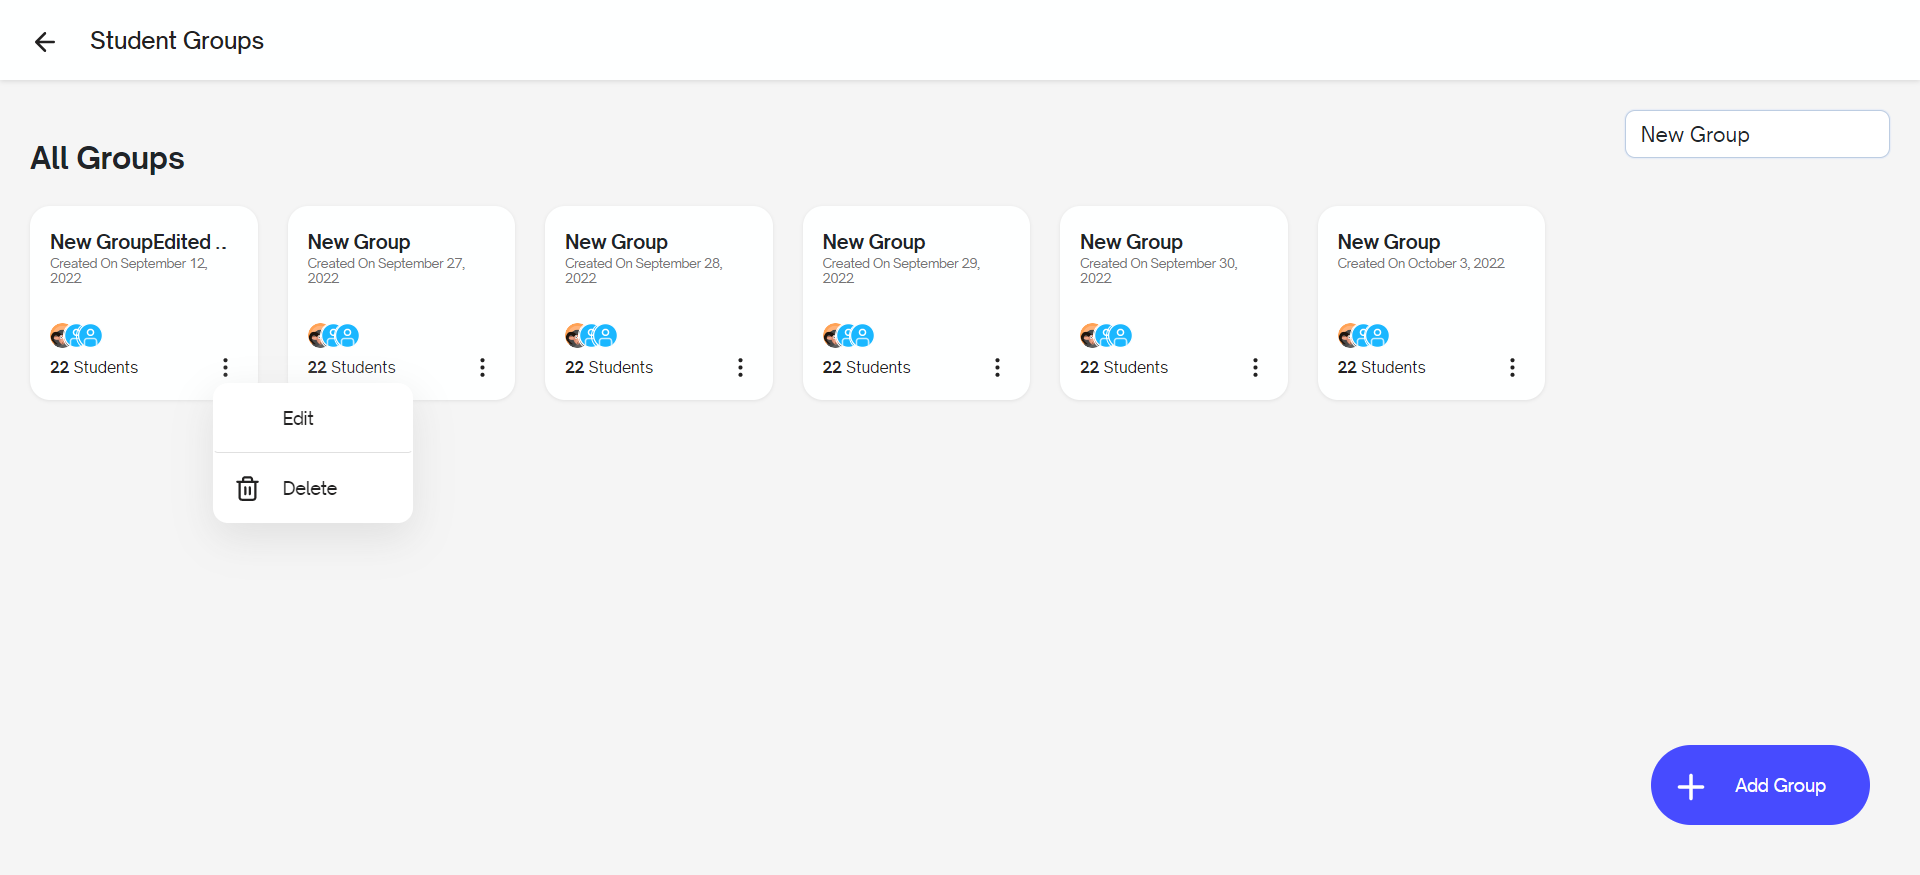 Student Groups
New Group
All Groups
New GroupEdited ..
Created On September 12,
2022
22 Students
New Group
Created On September 27,
2022
22 Students
New Group
Created On September 28,
2022
22 Students
New Group
Created On September 29,
2022
22 Students
New Group
Created On September 30,
2022
22 Students
New Group
Created On October 3, 2022
22 Students
Edit
Delete
Add Group